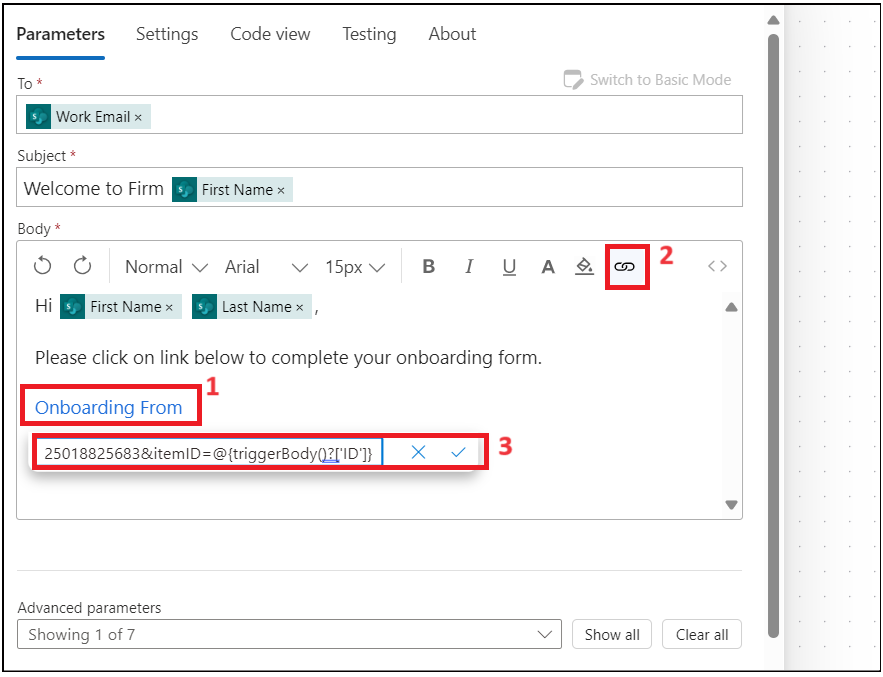 Parameters Settings Code view Testing About
To * Switch to Basic Mode
Work Email ×
Subject *
Welcome to Firm First Name ×
Body *
Normal Arial 15px B I U A 2
Hi First Name × Last Name × ,
Please click on link below to complete your onboarding form.
Onboarding From 1
25018825683&itemID=@{triggerBody()?['ID']} 3
Advanced parameters
Showing 1 of 7 Show all Clear all